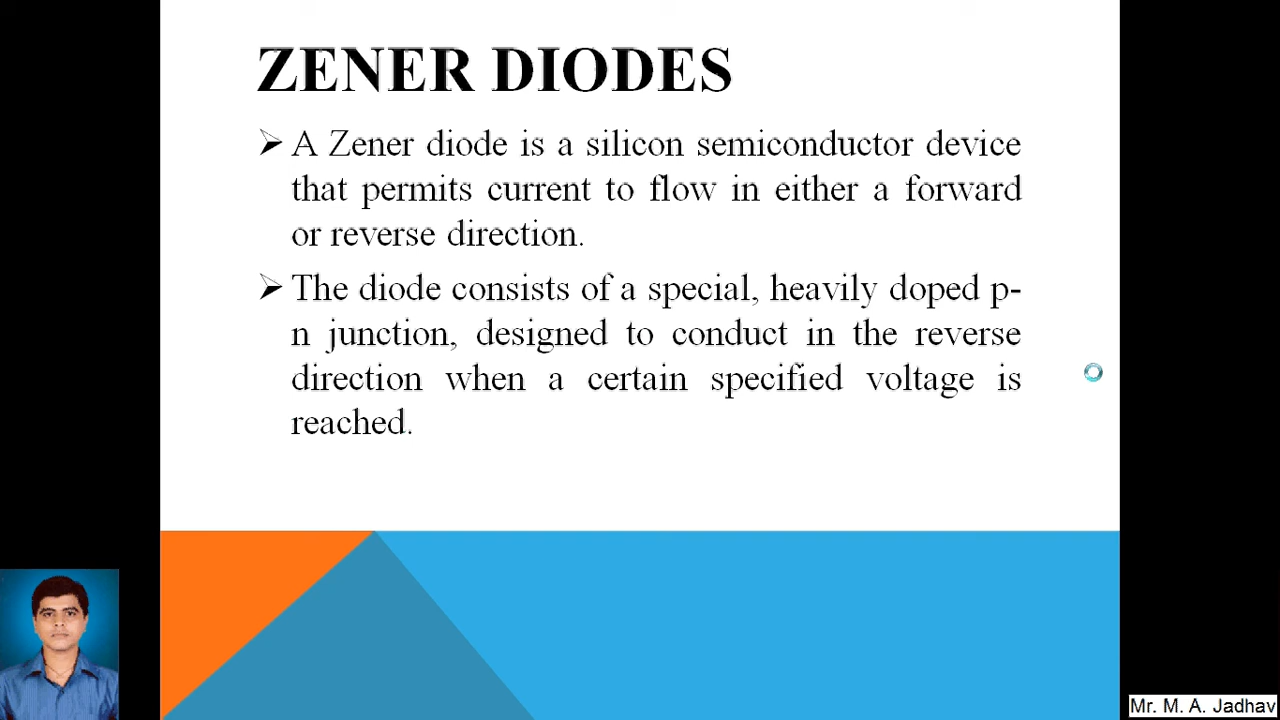 ZENER DIODES
➢ A Zener diode is a silicon semiconductor device
that permits current to flow in either a forward
or reverse direction.
➢ The diode consists of a special, heavily doped p-
n junction, designed to conduct in the reverse
direction when a certain specified voltage is
reached.
Mr. M. A. Jadhav